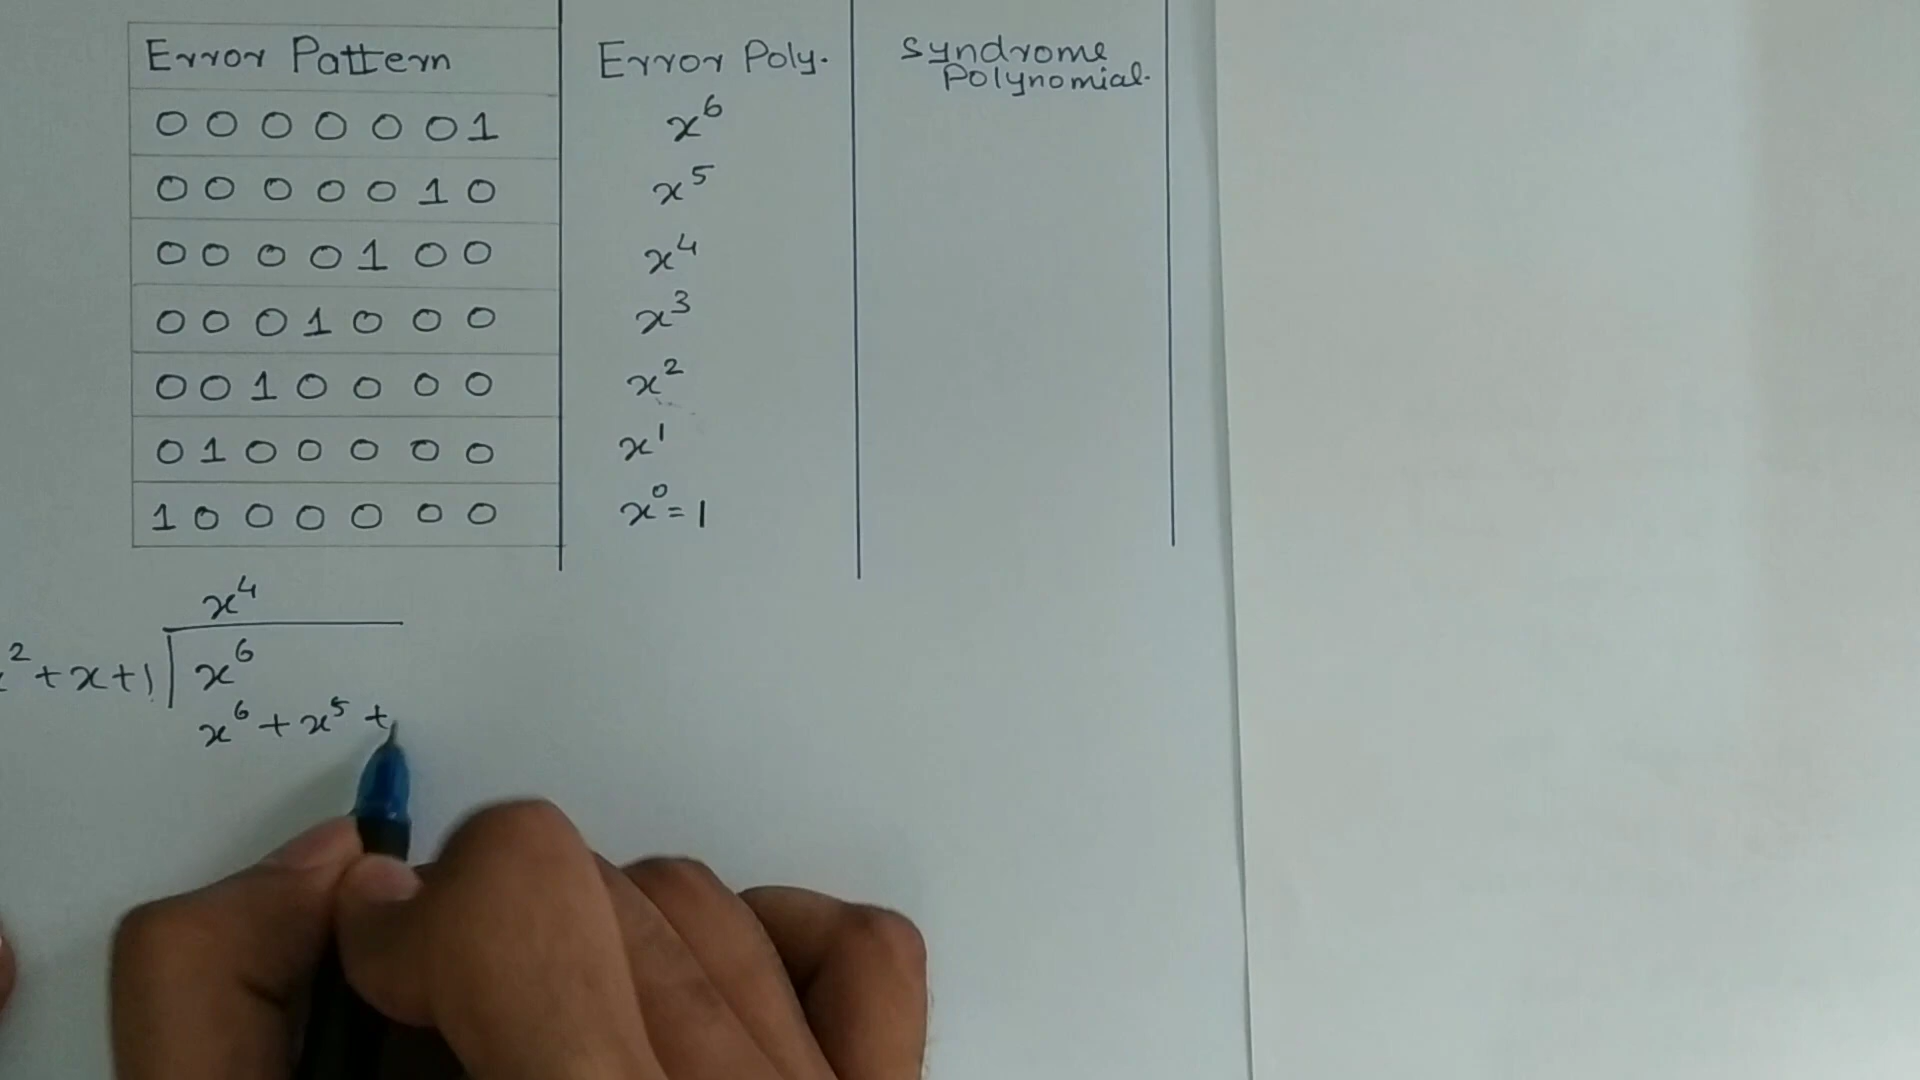 Error Pattern Error Poly. Syndrome Polynomial.
0 0 0 0 0 0 1 x⁶
0 0 0 0 0 1 0 x⁵
0 0 0 0 1 0 0 x⁴
0 0 0 1 0 0 0 x³
0 0 1 0 0 0 0 x²
0 1 0 0 0 0 0 x¹
1 0 0 0 0 0 0 x⁰ = 1
x⁴
² + x + 1 x⁶
x⁶ + x⁵ +